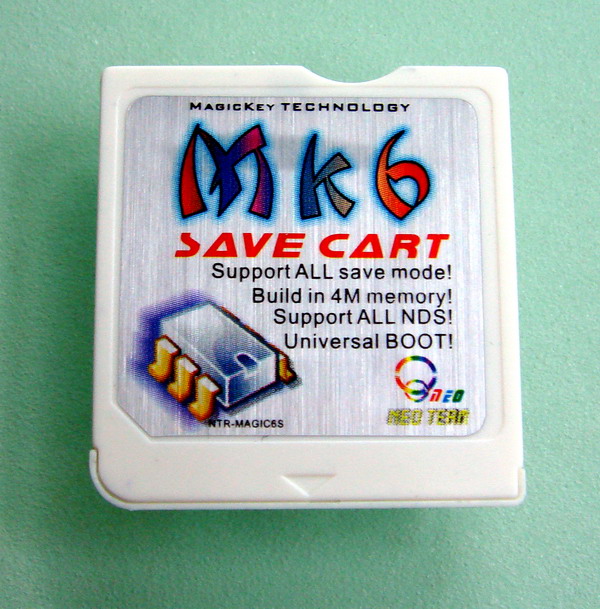 MAGICKEY TECHNOLOGY
Mk6
SAVE CART
Support ALL save mode!
Build in 4M memory!
Support ALL NDS!
Universal BOOT!
NEO
NEO TEAM
NTR-MAGIC6S